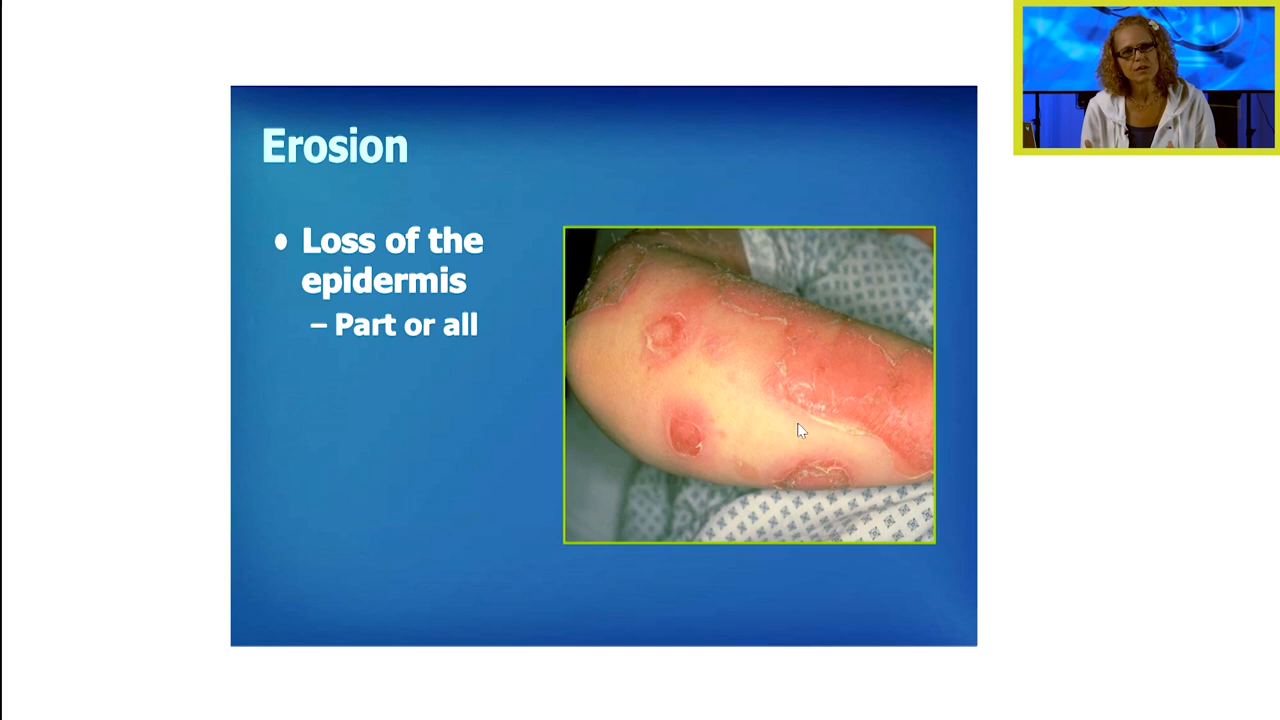 Erosion
• Loss of the
epidermis
– Part or all